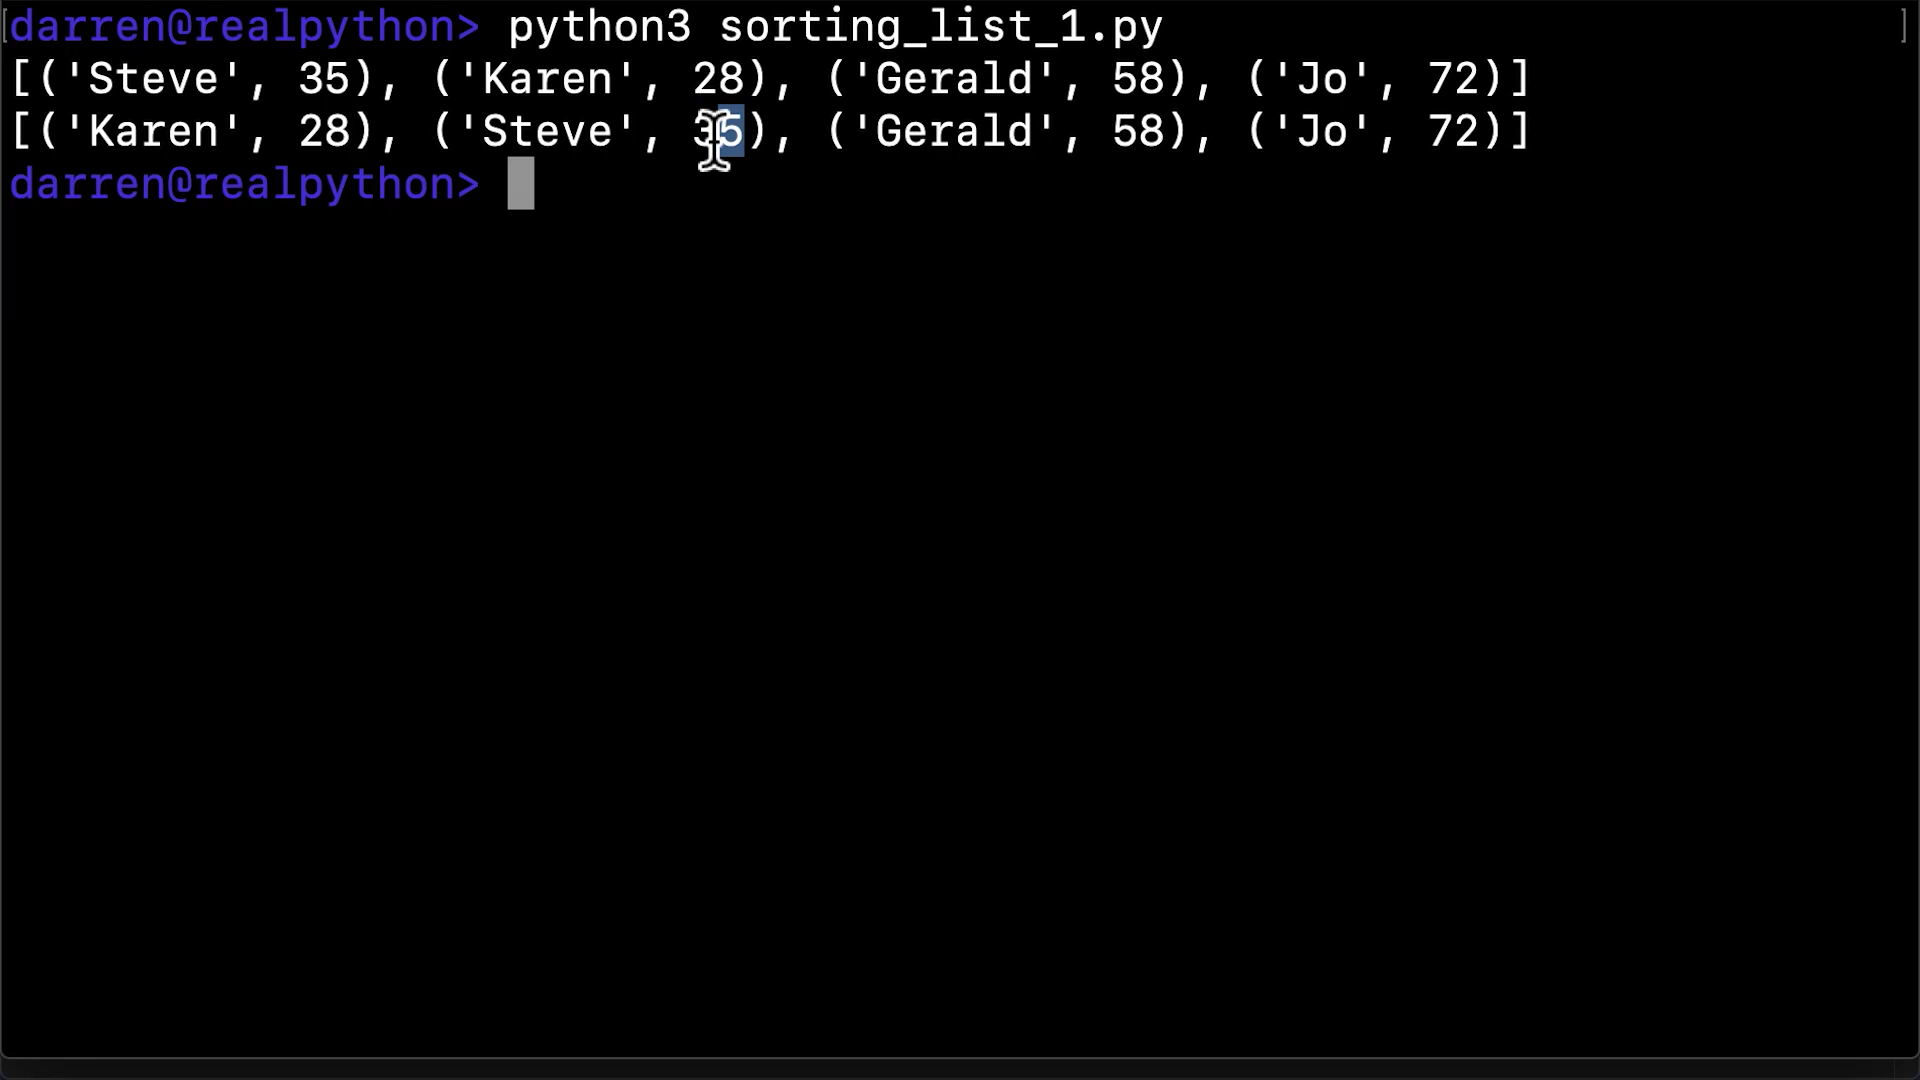 [darren@realpython> python3 sorting_list_1.py ]
[('Steve', 35), ('Karen', 28), ('Gerald', 58), ('Jo', 72)]
[('Karen', 28), ('Steve', 35), ('Gerald', 58), ('Jo', 72)]
darren@realpython>